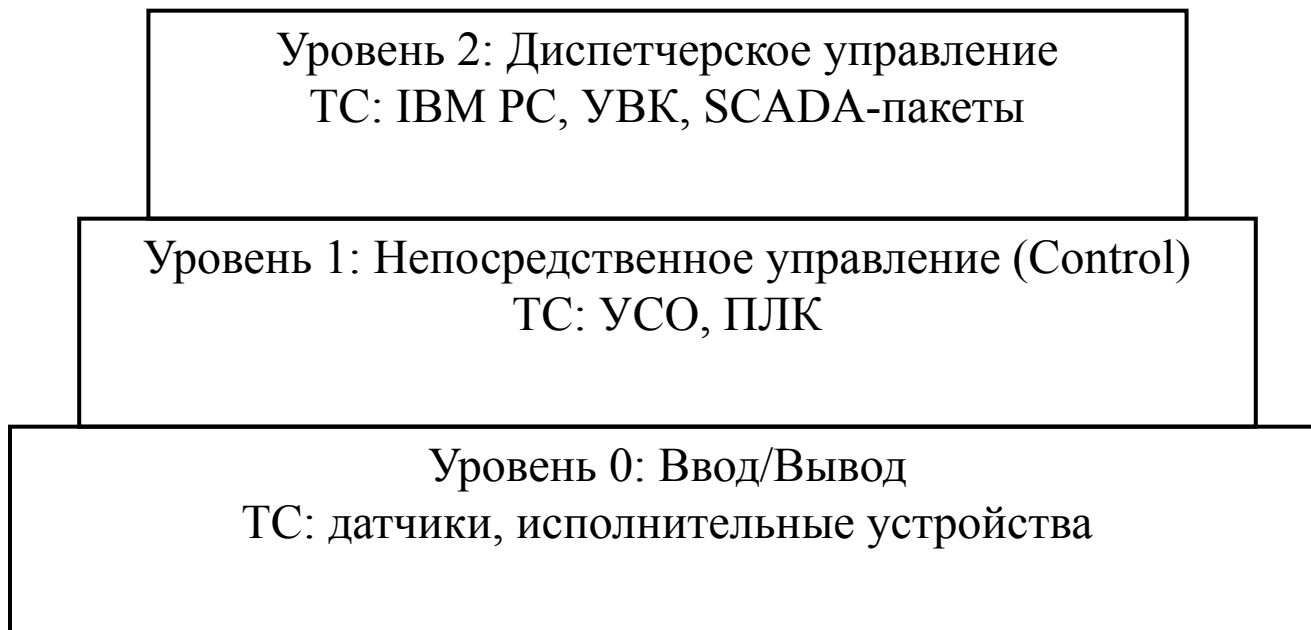 Уровень 2: Диспетчерское управление
ТС: IBM PC, УВК, SCADA-пакеты
Уровень 1: Непосредственное управление (Control)
ТС: УСО, ПЛК
Уровень 0: Ввод/Вывод
ТС: датчики, исполнительные устройства